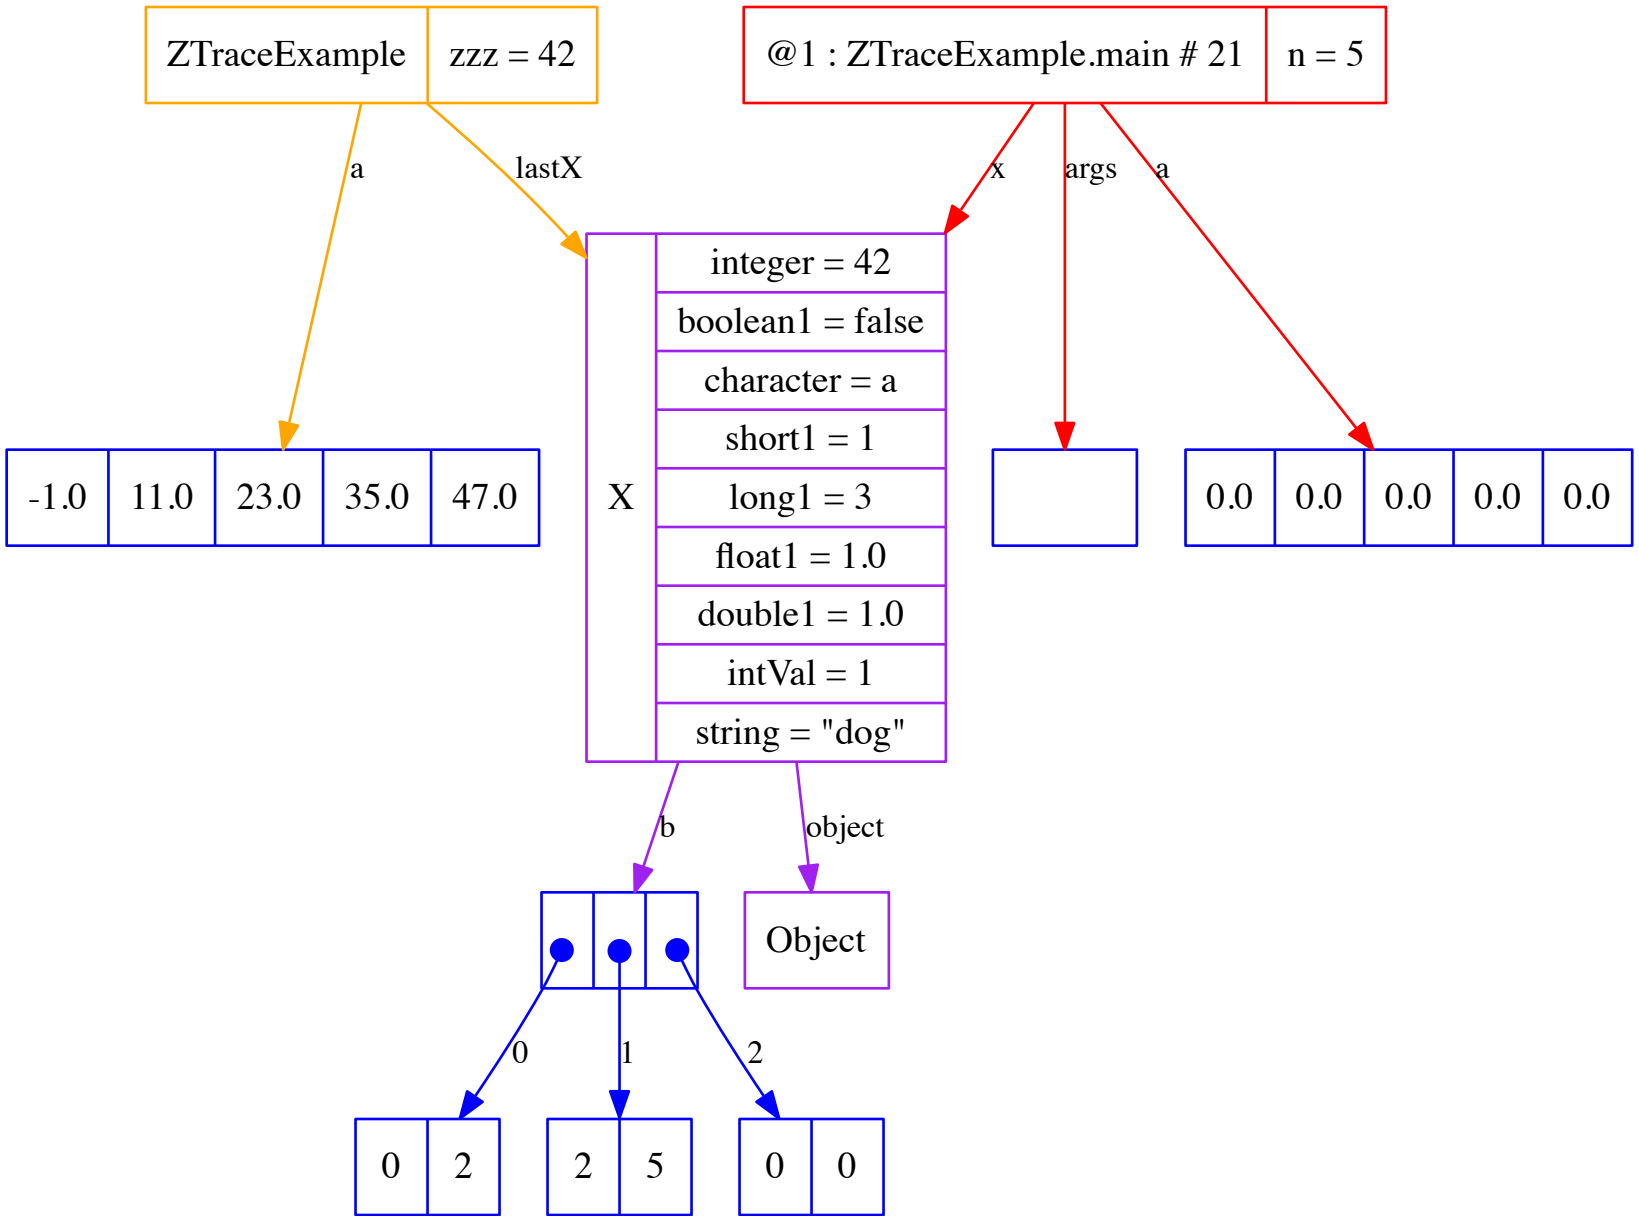 ZTraceExample zzz = 42
@1 : ZTraceExample.main # 21 n = 5
a
lastX
x
args
a
integer = 42
boolean1 = false
character = a
short1 = 1
-1.0 11.0 23.0 35.0 47.0
X
long1 = 3
0.0 0.0 0.0 0.0 0.0
float1 = 1.0
double1 = 1.0
intVal = 1
string = "dog"
b
object
Object
0
1
2
0 2
2 5
0 0